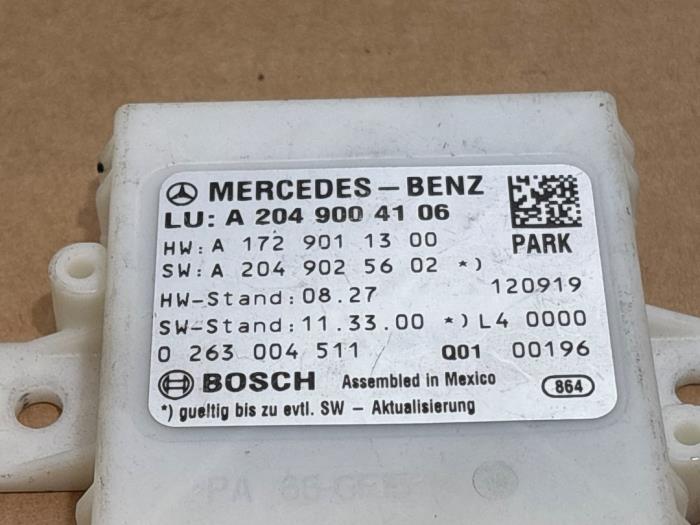 MERCEDES-BENZ
LU: A 204 900 41 06
HW: A 172 901 13 00 PARK
SW: A 204 902 56 02 *)
HW-Stand: 08.27 120919
SW-Stand: 11.33.00 *) L4 0000
0 263 004 511 Q01 00196
BOSCH Assembled in Mexico 864
*) gueltig bis zu evtl. SW - Aktualisierung
PA